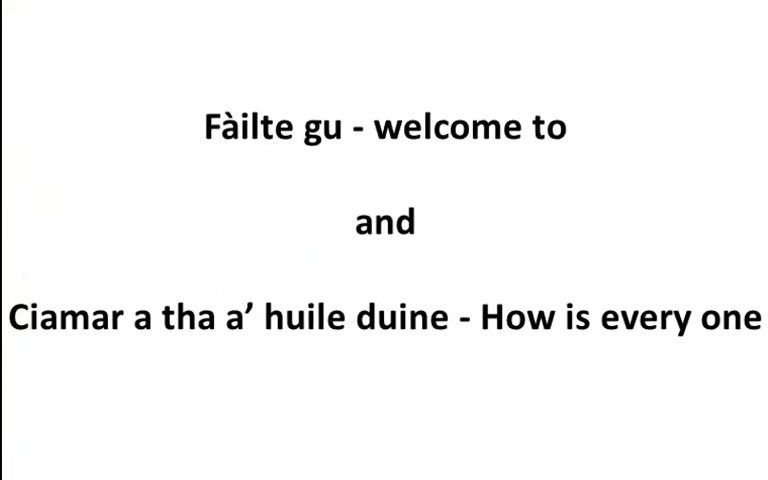 Fàilte gu - welcome to
and
Ciamar a tha a’ huile duine - How is every one